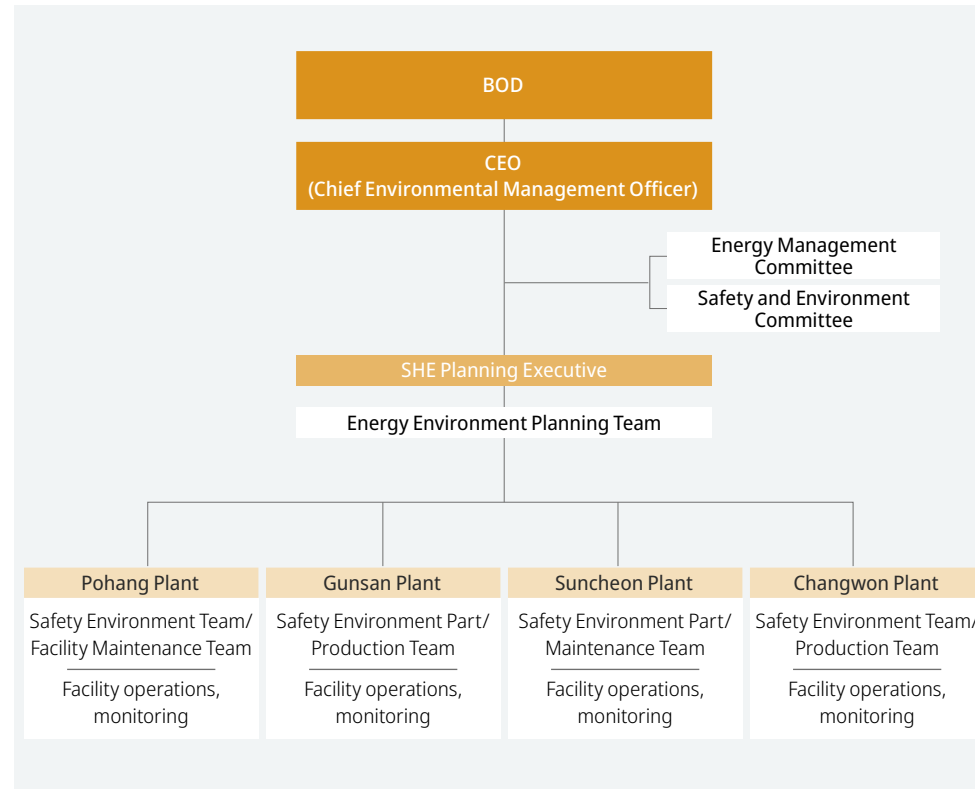 BOD
CEO
(Chief Environmental Management Officer)
Energy Management
Committee
Safety and Environment
Committee
SHE Planning Executive
Energy Environment Planning Team
Pohang Plant
Safety Environment Team/
Facility Maintenance Team
Facility operations,
monitoring
Gunsan Plant
Safety Environment Part/
Production Team
Facility operations,
monitoring
Suncheon Plant
Safety Environment Part/
Maintenance Team
Facility operations,
monitoring
Changwon Plant
Safety Environment Team/
Production Team
Facility operations,
monitoring